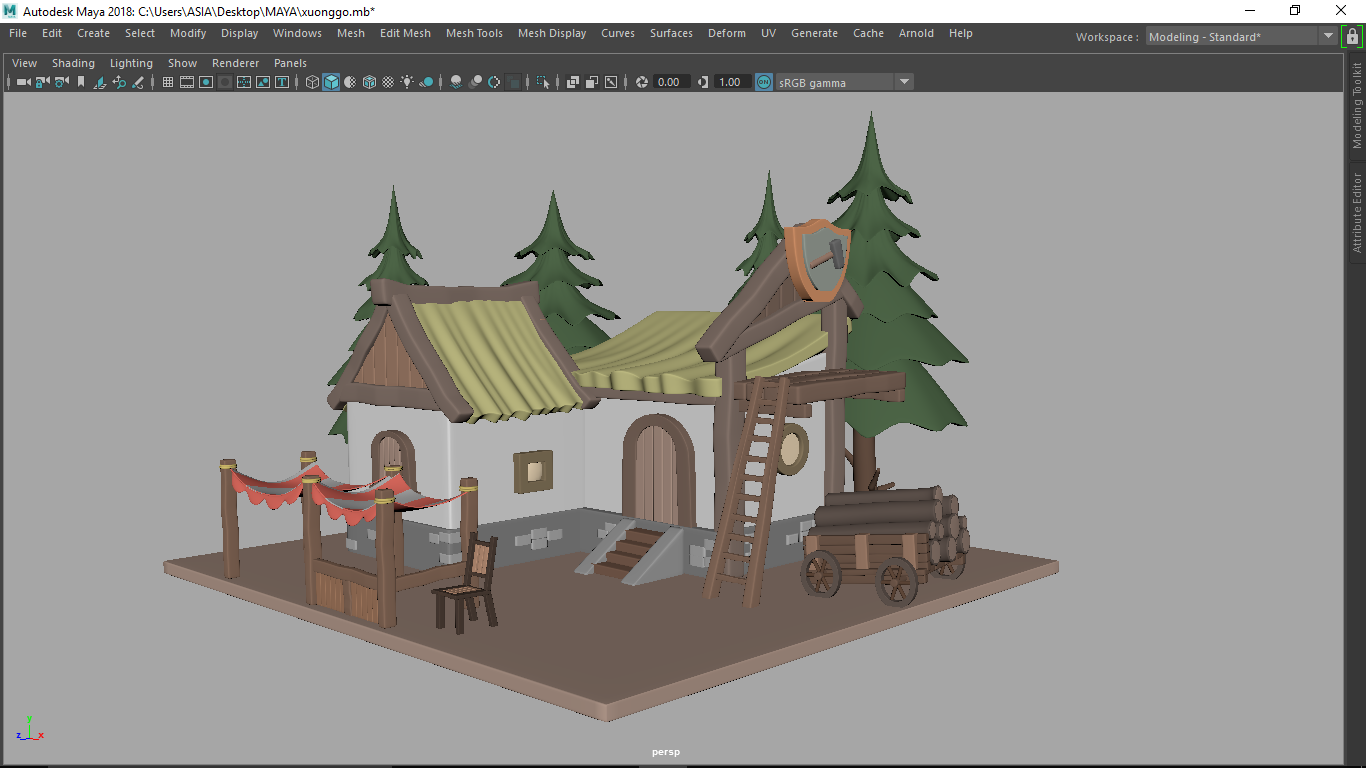 Autodesk Maya 2018: C:\Users\ASIA\Desktop\MAYA\xuonggo.mb*
File Edit Create Select Modify Display Windows Mesh Edit Mesh Mesh Tools Mesh Display Curves Surfaces Deform UV Generate Cache Arnold Help Workspace : Modeling - Standard*
View Shading Lighting Show Renderer Panels
0.00 1.00 ON sRGB gamma
Modeling Toolkit
Attribute Editor
y
z x
persp